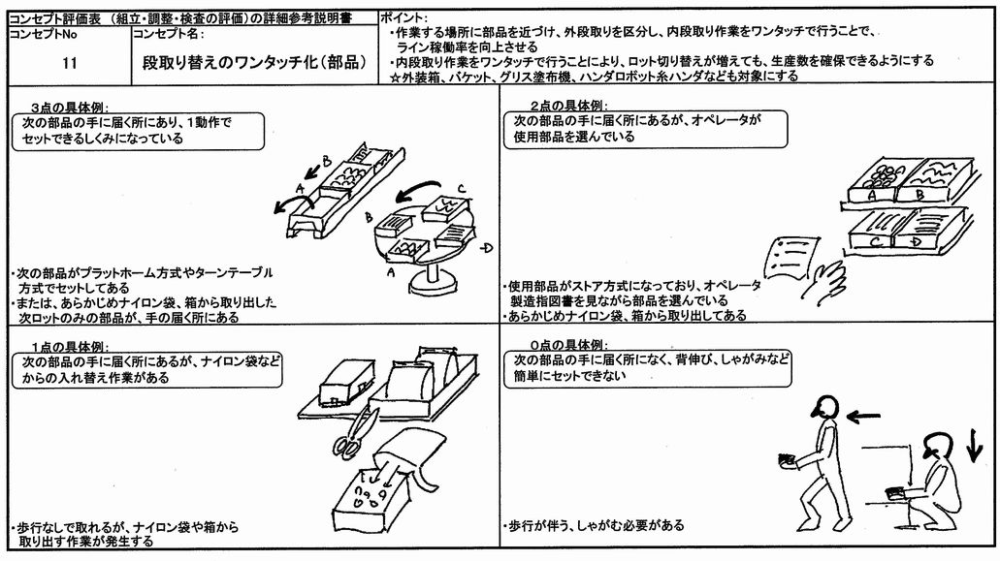 コンセプト評価表 (組立・調整・検査の評価)の詳細参考説明書
コンセプトNo
コンセプト名:
11
段取り替えのワンタッチ化(部品)
ポイント:
・作業する場所に部品を近づけ、外段取りを区分し、内段取り作業をワンタッチで行うことで、
ライン稼働率を向上させる
・内段取り作業をワンタッチで行うことにより、ロット切り替えが増えても、生産数を確保できるようにする
☆外装箱、バケット、グリス塗布機、ハンダロボット糸ハンダなども対象にする
3点の具体例:
次の部品の手に届く所にあり、1動作で
セットできるしくみになっている
B
A
C
B
D
A
・次の部品がプラットホーム方式やターンテーブル
方式でセットしてある
・または、あらかじめナイロン袋、箱から取り出した
次ロットのみの部品が、手の届く所にある
2点の具体例:
次の部品の手に届く所にあるが、オペレータが
使用部品を選んでいる
A
B
C
D
・使用部品がストア方式になっており、オペレータ
製造指図書を見ながら部品を選んでいる
・あらかじめナイロン袋、箱から取り出してある
1点の具体例:
次の部品の手に届く所にあるが、ナイロン袋など
からの入れ替え作業がある
・歩行なしで取れるが、ナイロン袋や箱から
取り出す作業が発生する
0点の具体例:
次の部品の手に届く所になく、背伸び、しゃがみなど
簡単にセットできない
・歩行が伴う、しゃがむ必要がある